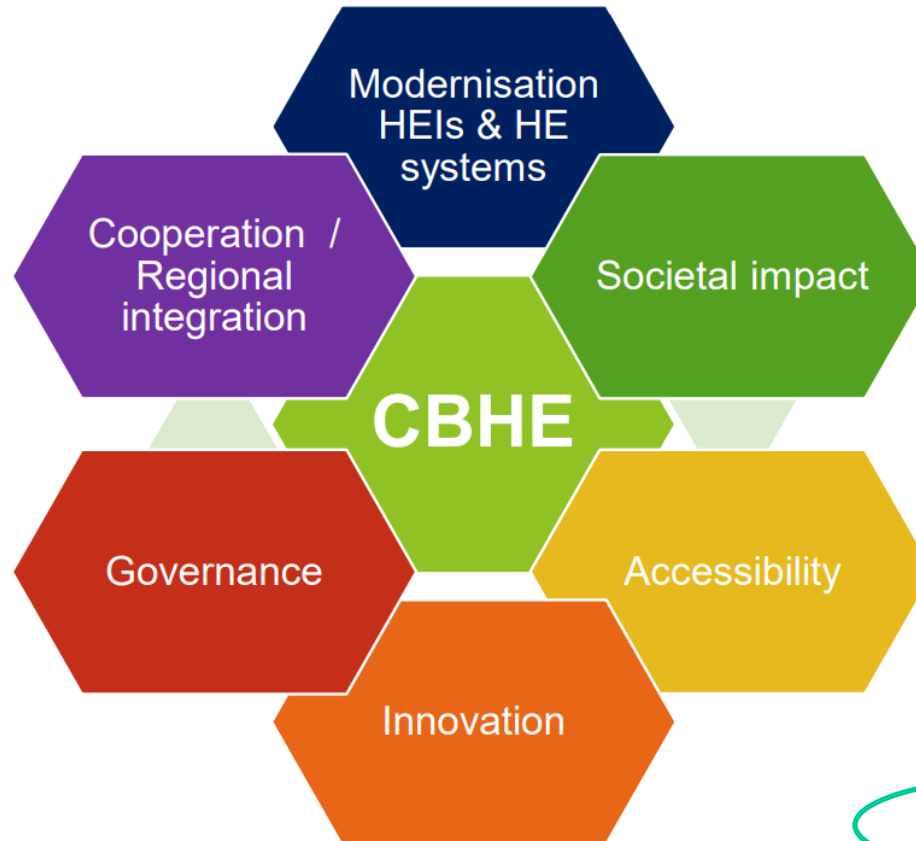 Modernisation
HEIs & HE
systems
Cooperation /
Regional
integration
Societal impact
CBHE
Governance
Accessibility
Innovation